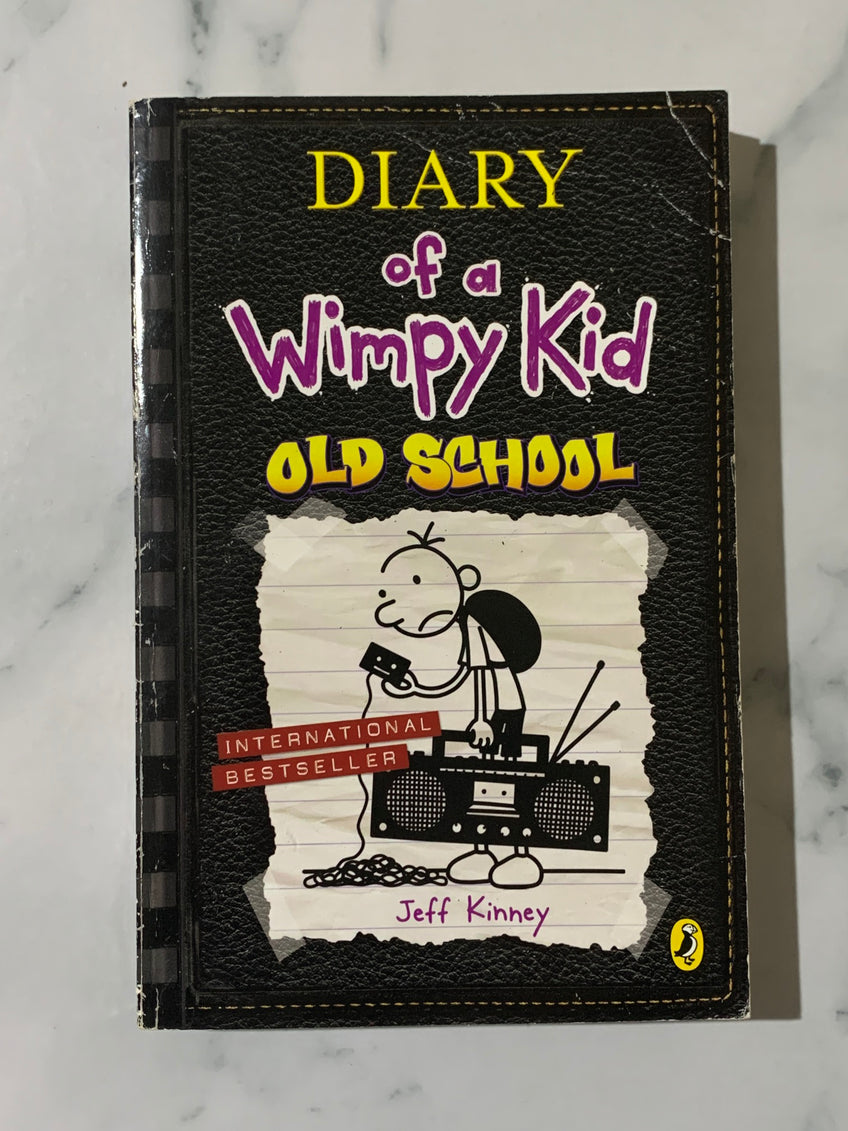 DIARY
of a
Wimpy Kid
OLD SCHOOL
INTERNATIONAL
BESTSELLER
Jeff Kinney